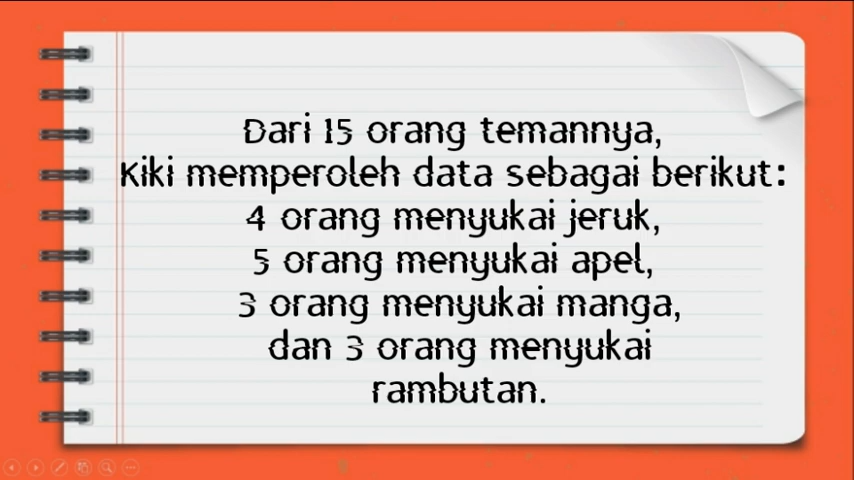 Dari 15 orang temannya,
Kiki memperoleh data sebagai berikut:
4 orang menyukai jeruk,
5 orang menyukai apel,
3 orang menyukai manga,
dan 3 orang menyukai
rambutan.